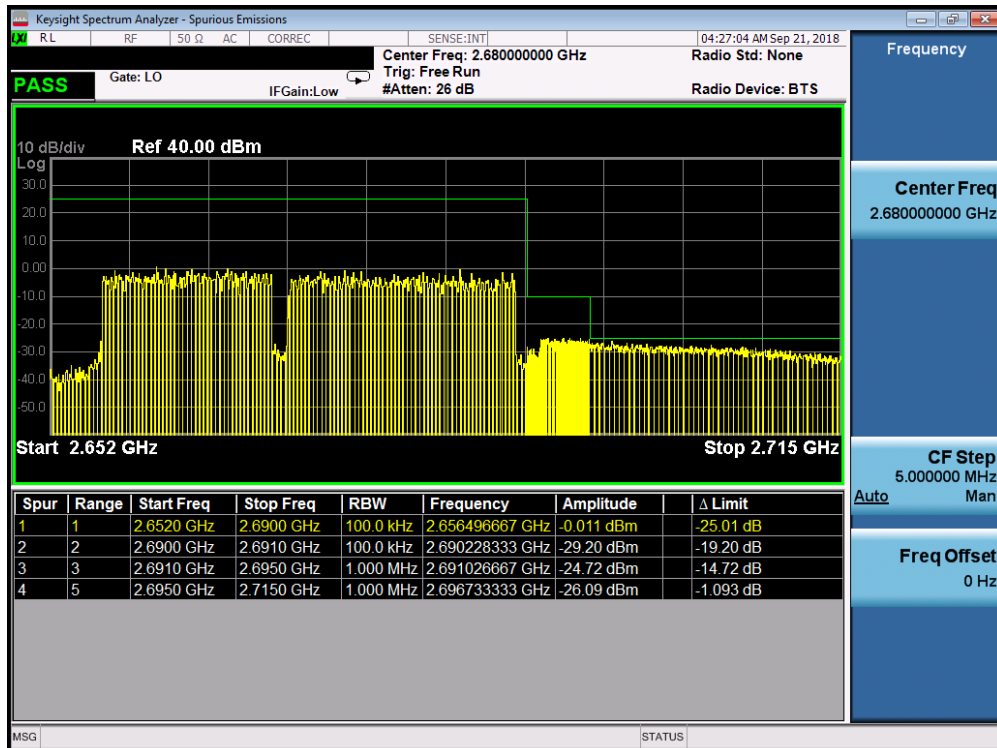 Keysight Spectrum Analyzer - Spurious Emissions
LXI RL RF 50 Ω AC CORREC SENSE:INT 04:27:04 AM Sep 21, 2018
Center Freq: 2.680000000 GHz Radio Std: None
PASS Gate: LO Trig: Free Run
IFGain:Low #Atten: 26 dB Radio Device: BTS
10 dB/div Ref 40.00 dBm
Log
30.0
20.0
10.0
0.00
-10.0
-20.0
-30.0
-40.0
-50.0
Start 2.652 GHz Stop 2.715 GHz
Spur Range Start Freq Stop Freq RBW Frequency Amplitude Δ Limit
1 1 2.6520 GHz 2.6900 GHz 100.0 kHz 2.656496667 GHz -0.011 dBm -25.01 dB
2 2 2.6900 GHz 2.6910 GHz 100.0 kHz 2.690228333 GHz -29.20 dBm -19.20 dB
3 3 2.6910 GHz 2.6950 GHz 1.000 MHz 2.691026667 GHz -24.72 dBm -14.72 dB
4 5 2.6950 GHz 2.7150 GHz 1.000 MHz 2.696733333 GHz -26.09 dBm -1.093 dB
Frequency
Center Freq
2.680000000 GHz
CF Step
5.000000 MHz
Auto Man
Freq Offset
0 Hz
MSG STATUS